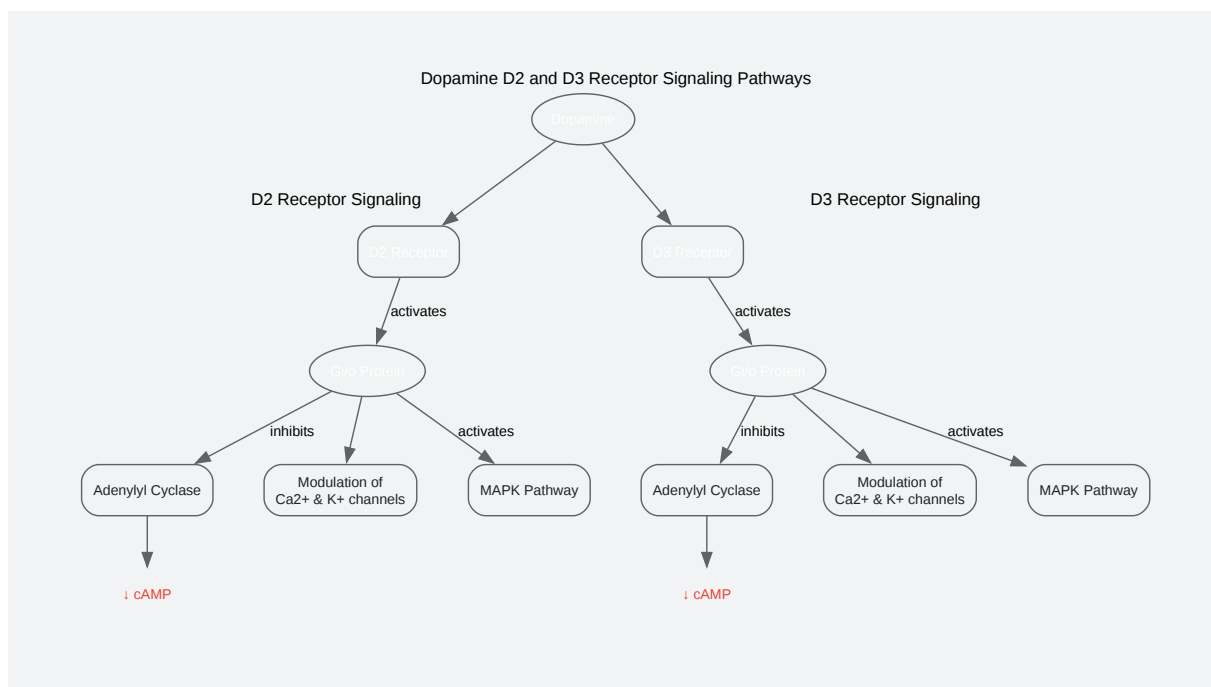 Dopamine D2 and D3 Receptor Signaling Pathways
Dopamine
D2 Receptor Signaling
D3 Receptor Signaling
D2 Receptor
D3 Receptor
activates
activates
Gi/o Protein
Gi/o Protein
inhibits
activates
inhibits
activates
Adenylyl Cyclase
Modulation of
Ca2+ & K+ channels
MAPK Pathway
Adenylyl Cyclase
Modulation of
Ca2+ & K+ channels
MAPK Pathway
↓ cAMP
↓ cAMP